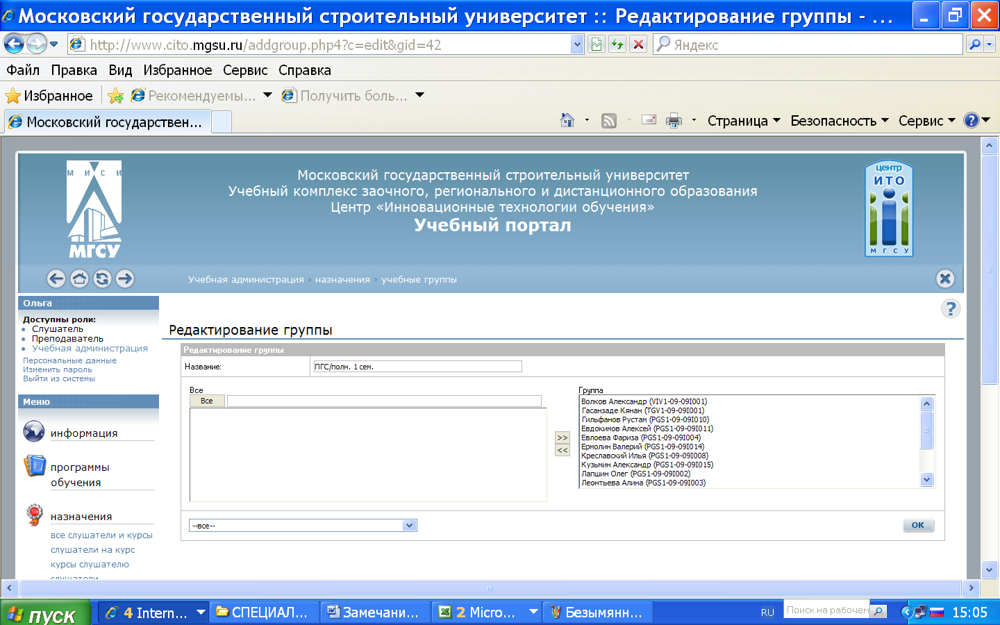 Московский государственный строительный университет :: Редактирование группы - ...
http://www.cito.mgsu.ru/addgroup.php4?c=edit&gid=42
Яндекс
Файл Правка Вид Избранное Сервис Справка
Избранное Рекомендуемы... Получить боль...
Московский государствен...
Страница Безопасность Сервис
МИСИ
МГСУ
Московский государственный строительный университет
Учебный комплекс заочного, регионального и дистанционного образования
Центр «Инновационные технологии обучения»
Учебный портал
центр
ИТО
МГСУ
Учебная администрация › назначения › учебные группы
Ольга
Доступны роли:
Слушатель
Преподаватель
Учебная администрация
Персональные данные
Изменить пароль
Выйти из системы
Меню
информация
программы
обучения
назначения
все слушатели и курсы
слушатели на курс
курсы слушателю
слушатели
?
Редактирование группы
Редактирование группы
Название: ПГС/полн. 1 сем.
Все
Все
>>
<<
Группа
Волков Александр (VIV1-09-09I001)
Гасанзаде Кянан (TGV1-09-09I001)
Гильфанов Рустам (PGS1-09-09I010)
Евдокимов Алексей (PGS1-09-09I011)
Евлоева Фариза (PGS1-09-09I004)
Ермолин Валерий (PGS1-09-09I014)
Креславский Илья (PGS1-09-09I008)
Кузьмин Александр (PGS1-09-09I015)
Лапшин Олег (PGS1-09-09I002)
Леонтьева Алина (PGS1-09-09I003)
--все--
ОК
пуск
4 Intern...
СПЕЦИАЛ...
Замечани...
2 Micro...
Безымянн...
RU
Поиск на рабочем
15:05